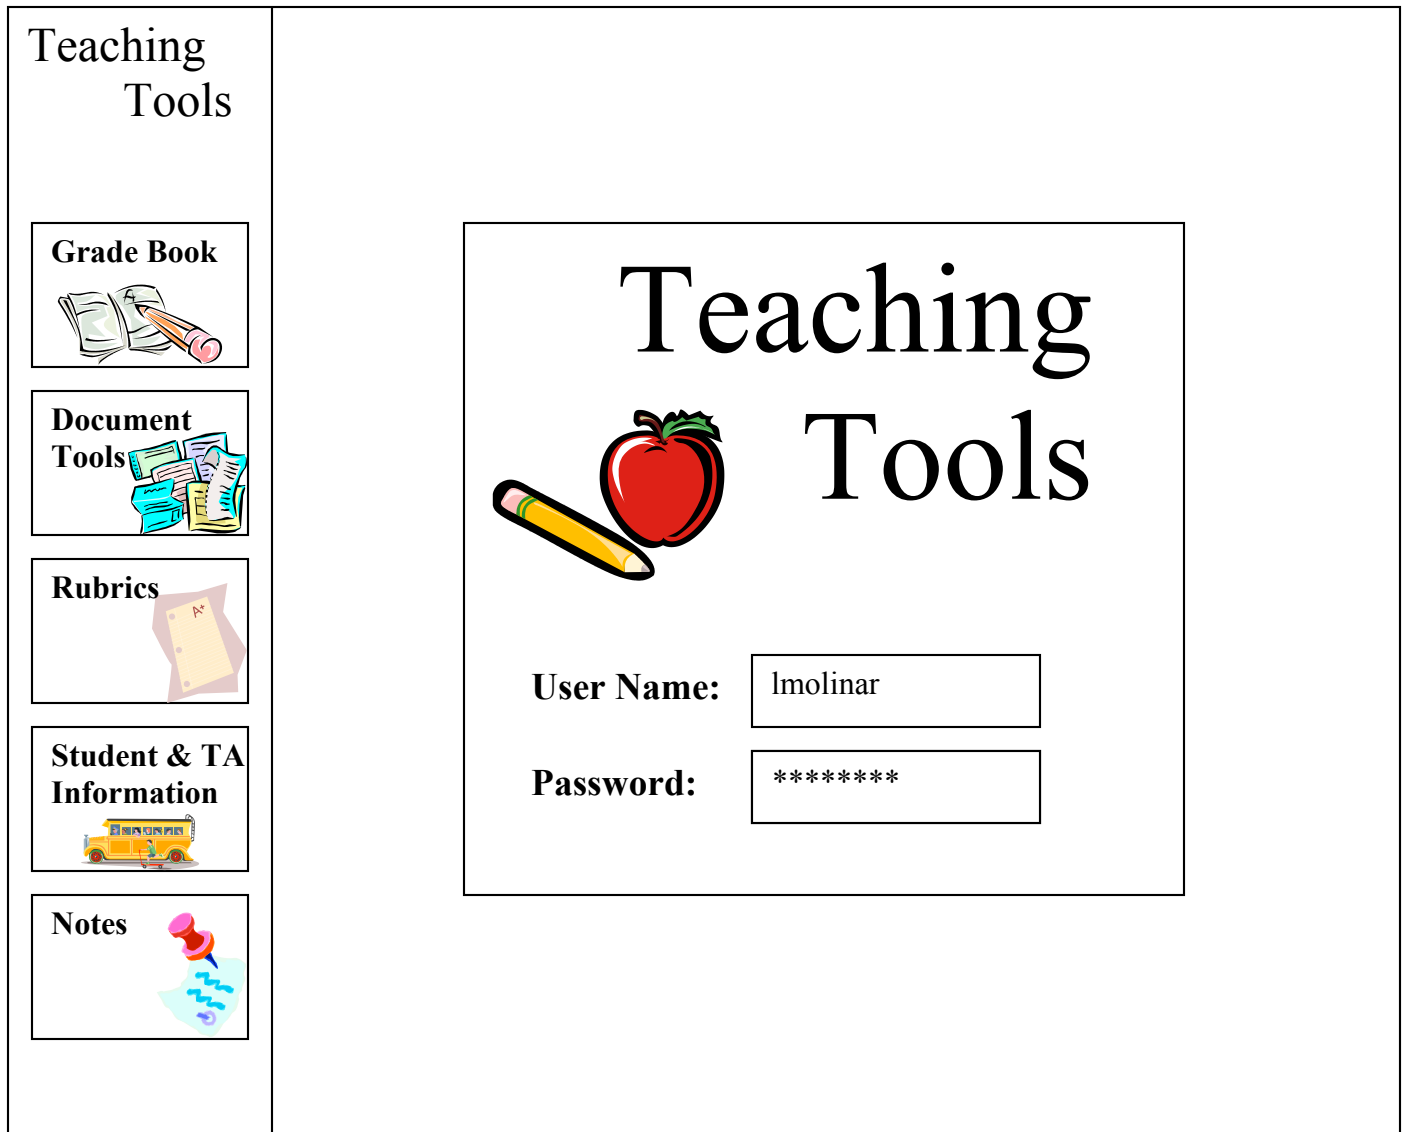 Teaching
Tools
Grade Book
A
Document
Tools
Rubrics
A+
Student & TA
Information
Notes
Teaching
Tools
User Name:
lmolinar
Password:
********